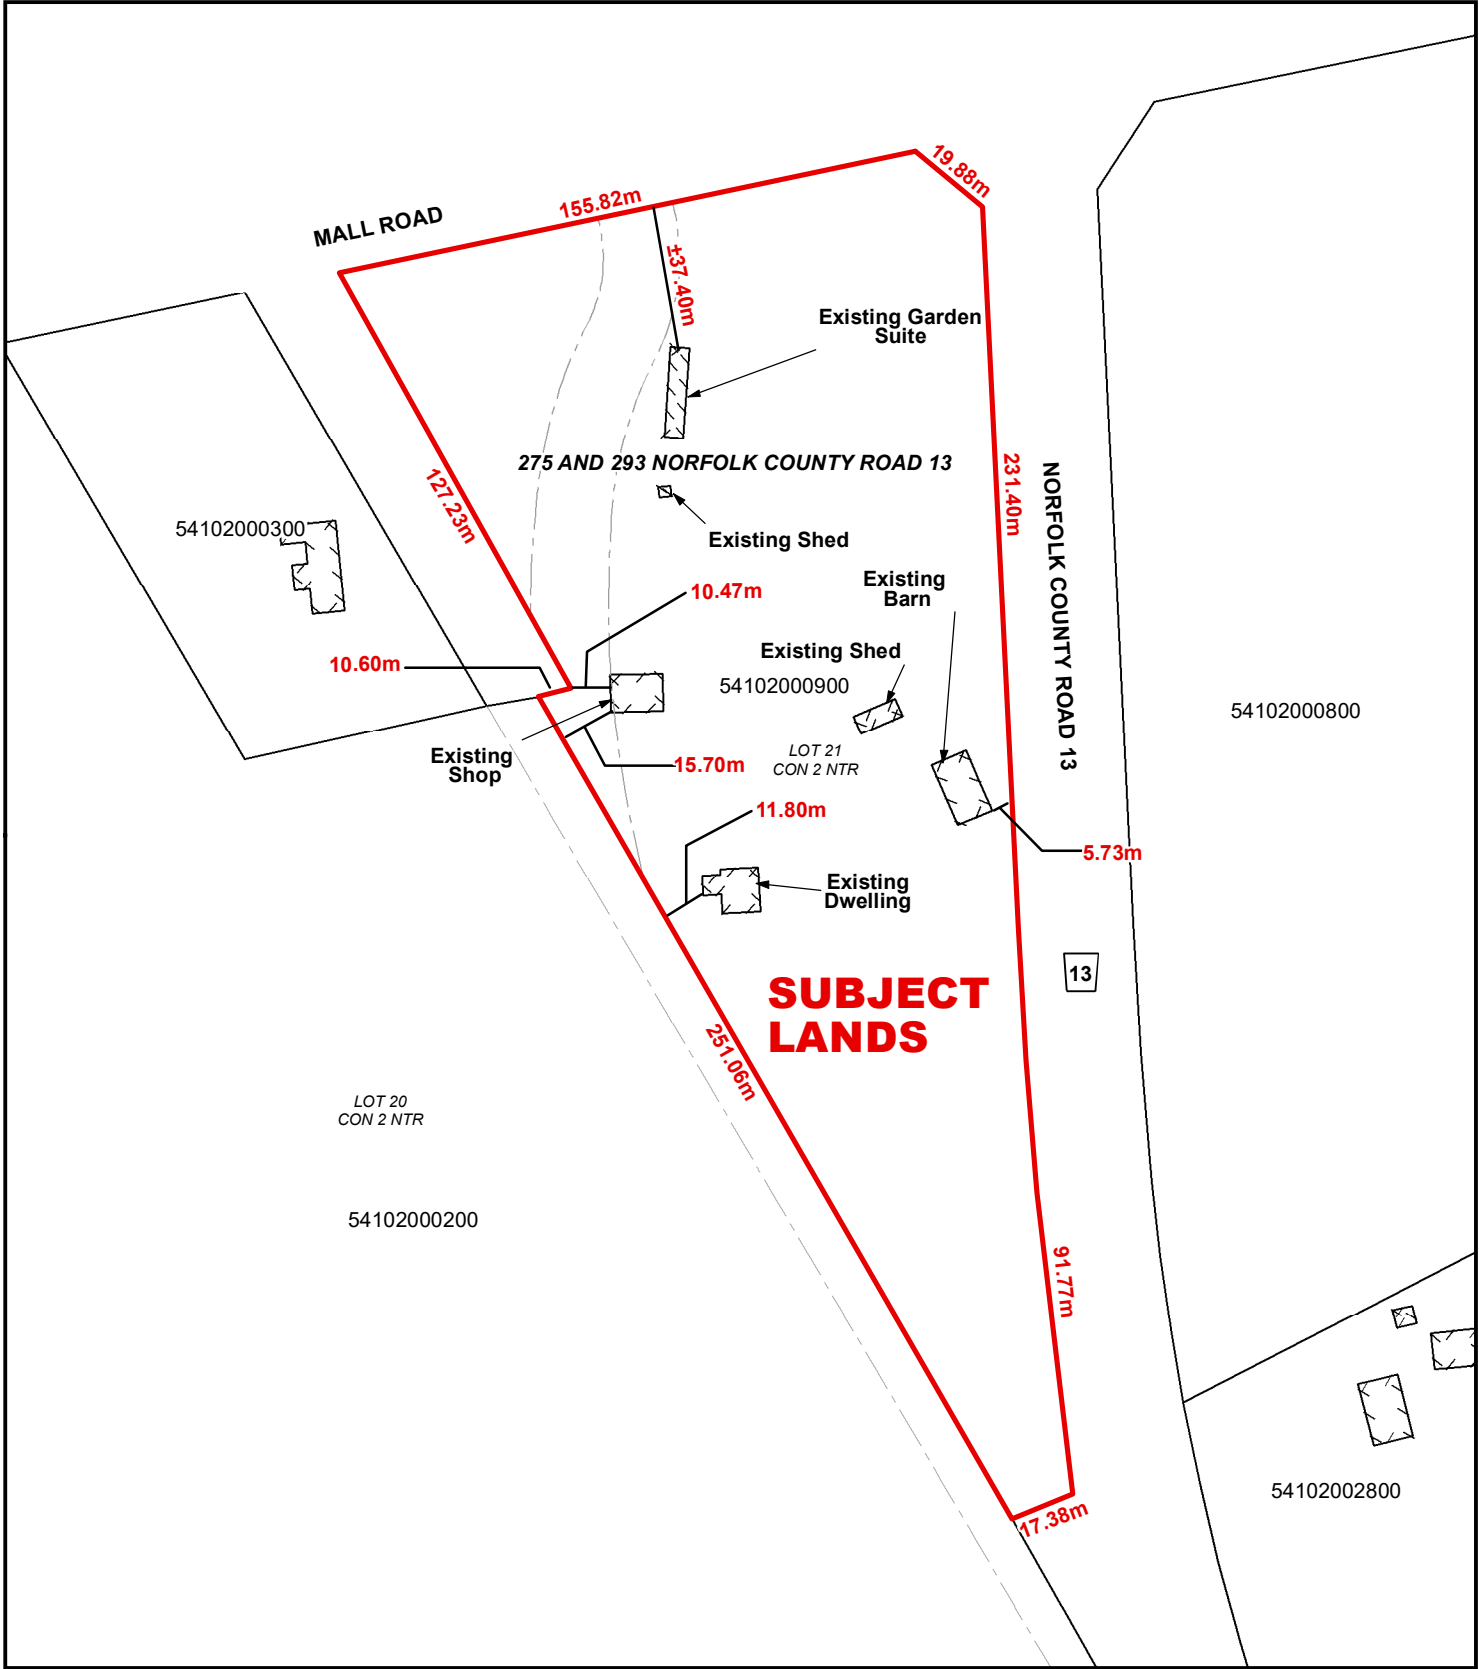 19.88m
155.82m
MALL ROAD
±37.40m
Existing Garden
Suite
275 AND 293 NORFOLK COUNTY ROAD 13
127.23m
231.40m
NORFOLK COUNTY ROAD 13
54102000300
Existing Shed
Existing
Barn
10.47m
10.60m
Existing Shed
54102000900
54102000800
Existing
Shop
15.70m
LOT 21
CON 2 NTR
11.80m
5.73m
Existing
Dwelling
13
SUBJECT
LANDS
251.06m
LOT 20
CON 2 NTR
54102000200
91.77m
54102002800
17.38m